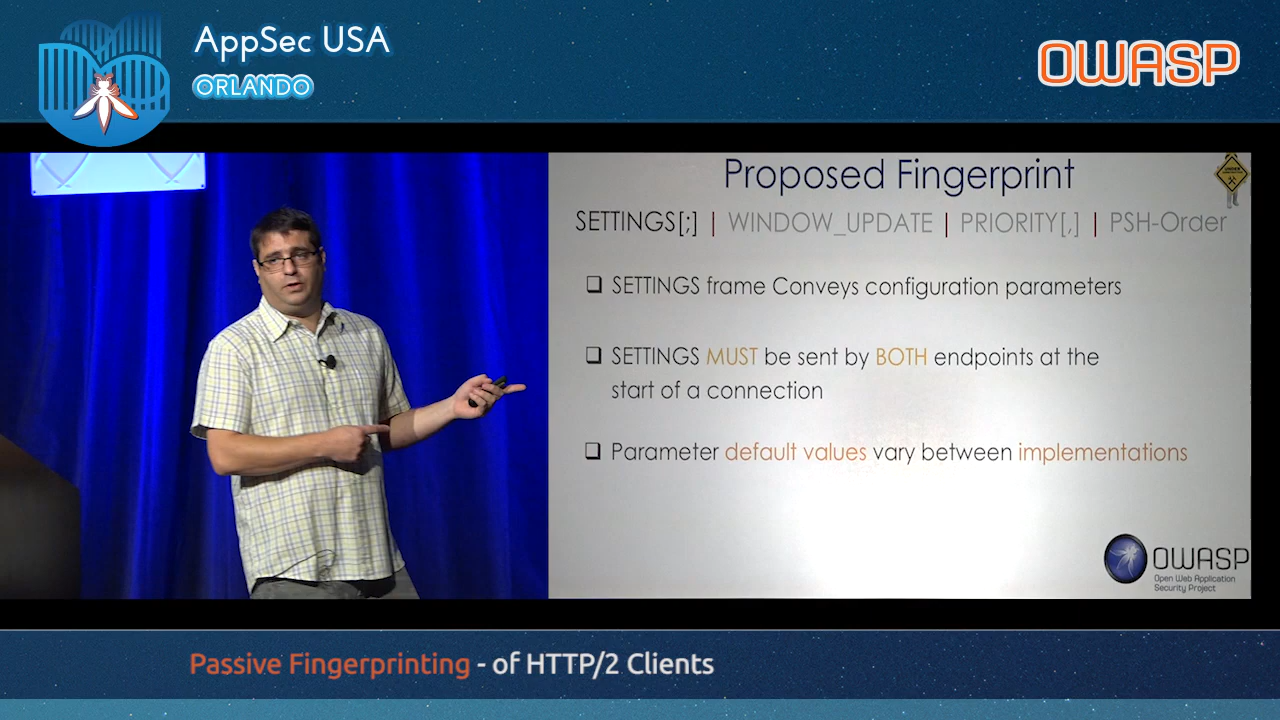 AppSec USA
ORLANDO
OWASP
Proposed Fingerprint
UNDER
SETTINGS[;] | WINDOW_UPDATE | PRIORITY[,] | PSH-Order
❑ SETTINGS frame Conveys configuration parameters
❑ SETTINGS MUST be sent by BOTH endpoints at the
start of a connection
❑ Parameter default values vary between implementations
OWASP
Open Web Application
Security Project
Passive Fingerprinting - of HTTP/2 Clients